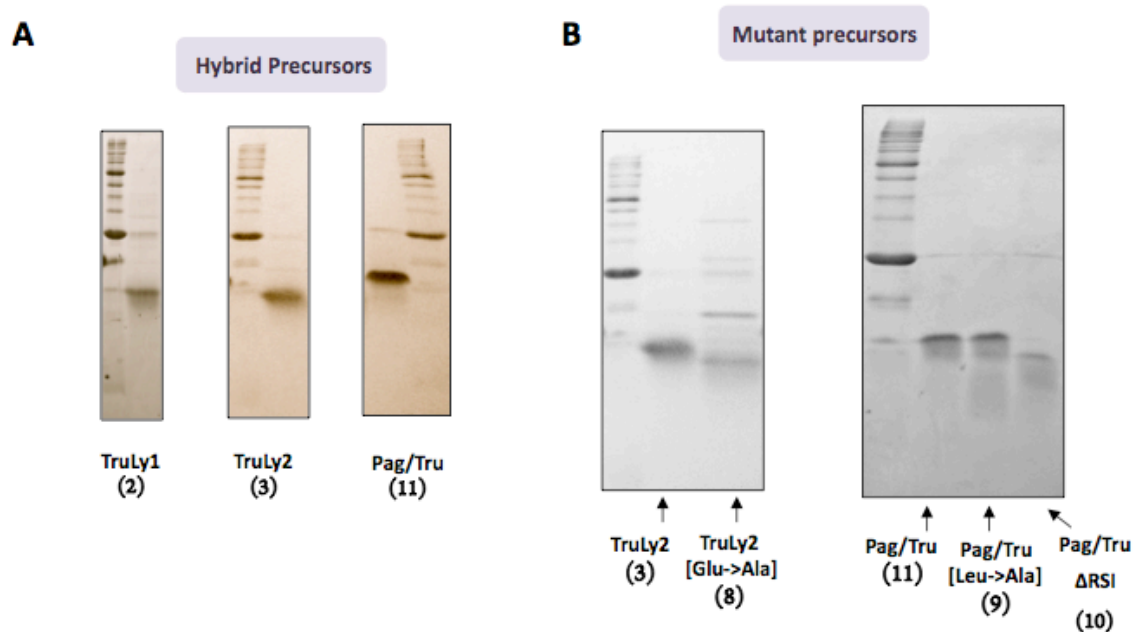 A
Hybrid Precursors
TruLy1
(2)
TruLy2
(3)
Pag/Tru
(11)
B
Mutant precursors
TruLy2
(3)
TruLy2
[Glu->Ala]
(8)
Pag/Tru
(11)
Pag/Tru
[Leu->Ala]
(9)
Pag/Tru
ΔRSI
(10)